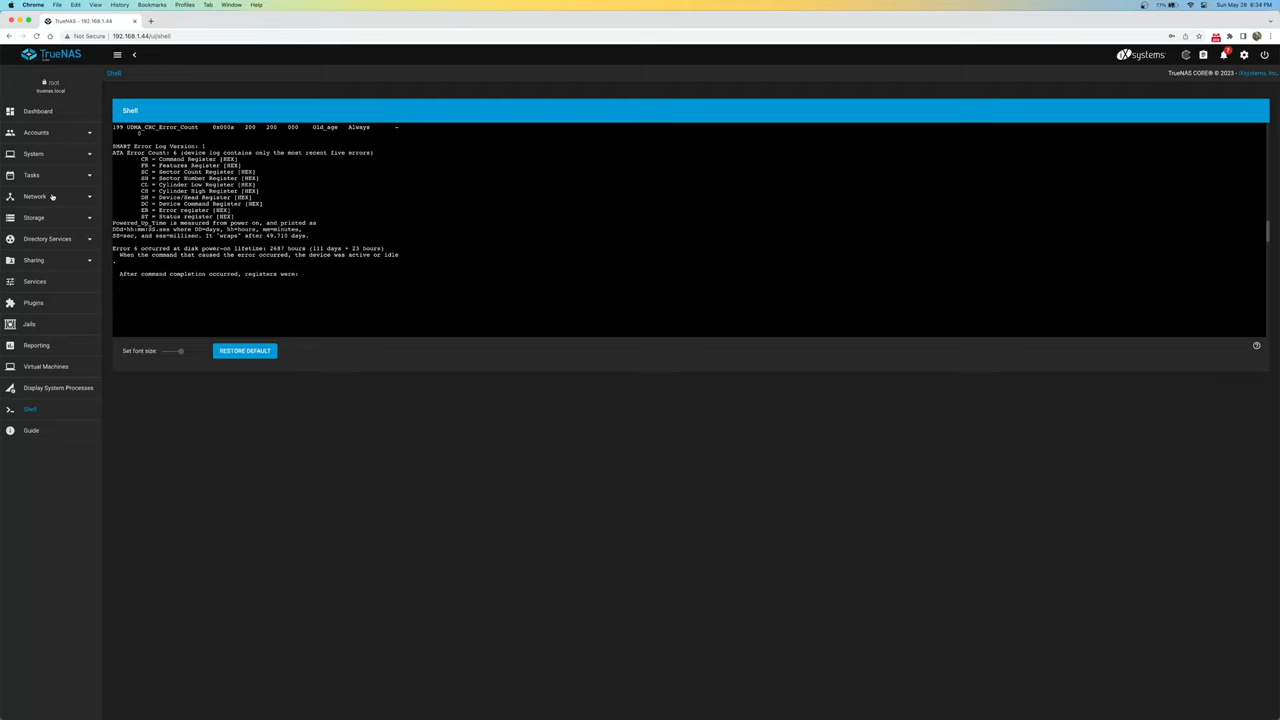 Chrome File Edit View History Bookmarks Profiles Tab Window Help
77% Sun May 28 6:34 PM
TrueNAS - 192.168.1.44
Not Secure 192.168.1.44/ui/shell
TrueNAS
CORE
iXsystems
7
root
truenas.local
Shell
TrueNAS CORE® © 2023 - iXsystems, Inc.
Dashboard
Accounts
System
Tasks
Network
Storage
Directory Services
Sharing
Services
Plugins
Jails
Reporting
Virtual Machines
Display System Processes
Shell
Guide
Shell
199 UDMA_CRC_Error_Count 0x000a 200 200 000 Old_age Always -
0
SMART Error Log Version: 1
ATA Error Count: 6 (device log contains only the most recent five errors)
CR = Command Register [HEX]
FR = Features Register [HEX]
SC = Sector Count Register [HEX]
SN = Sector Number Register [HEX]
CL = Cylinder Low Register [HEX]
CH = Cylinder High Register [HEX]
DH = Device/Head Register [HEX]
DC = Device Command Register [HEX]
ER = Error register [HEX]
ST = Status register [HEX]
Powered_Up_Time is measured from power on, and printed as
DDd+hh:mm:SS.sss where DD=days, hh=hours, mm=minutes,
SS=sec, and sss=millisec. It "wraps" after 49.710 days.
Error 6 occurred at disk power-on lifetime: 2687 hours (111 days + 23 hours)
When the command that caused the error occurred, the device was active or idle
.
After command completion occurred, registers were:
Set font size:
RESTORE DEFAULT